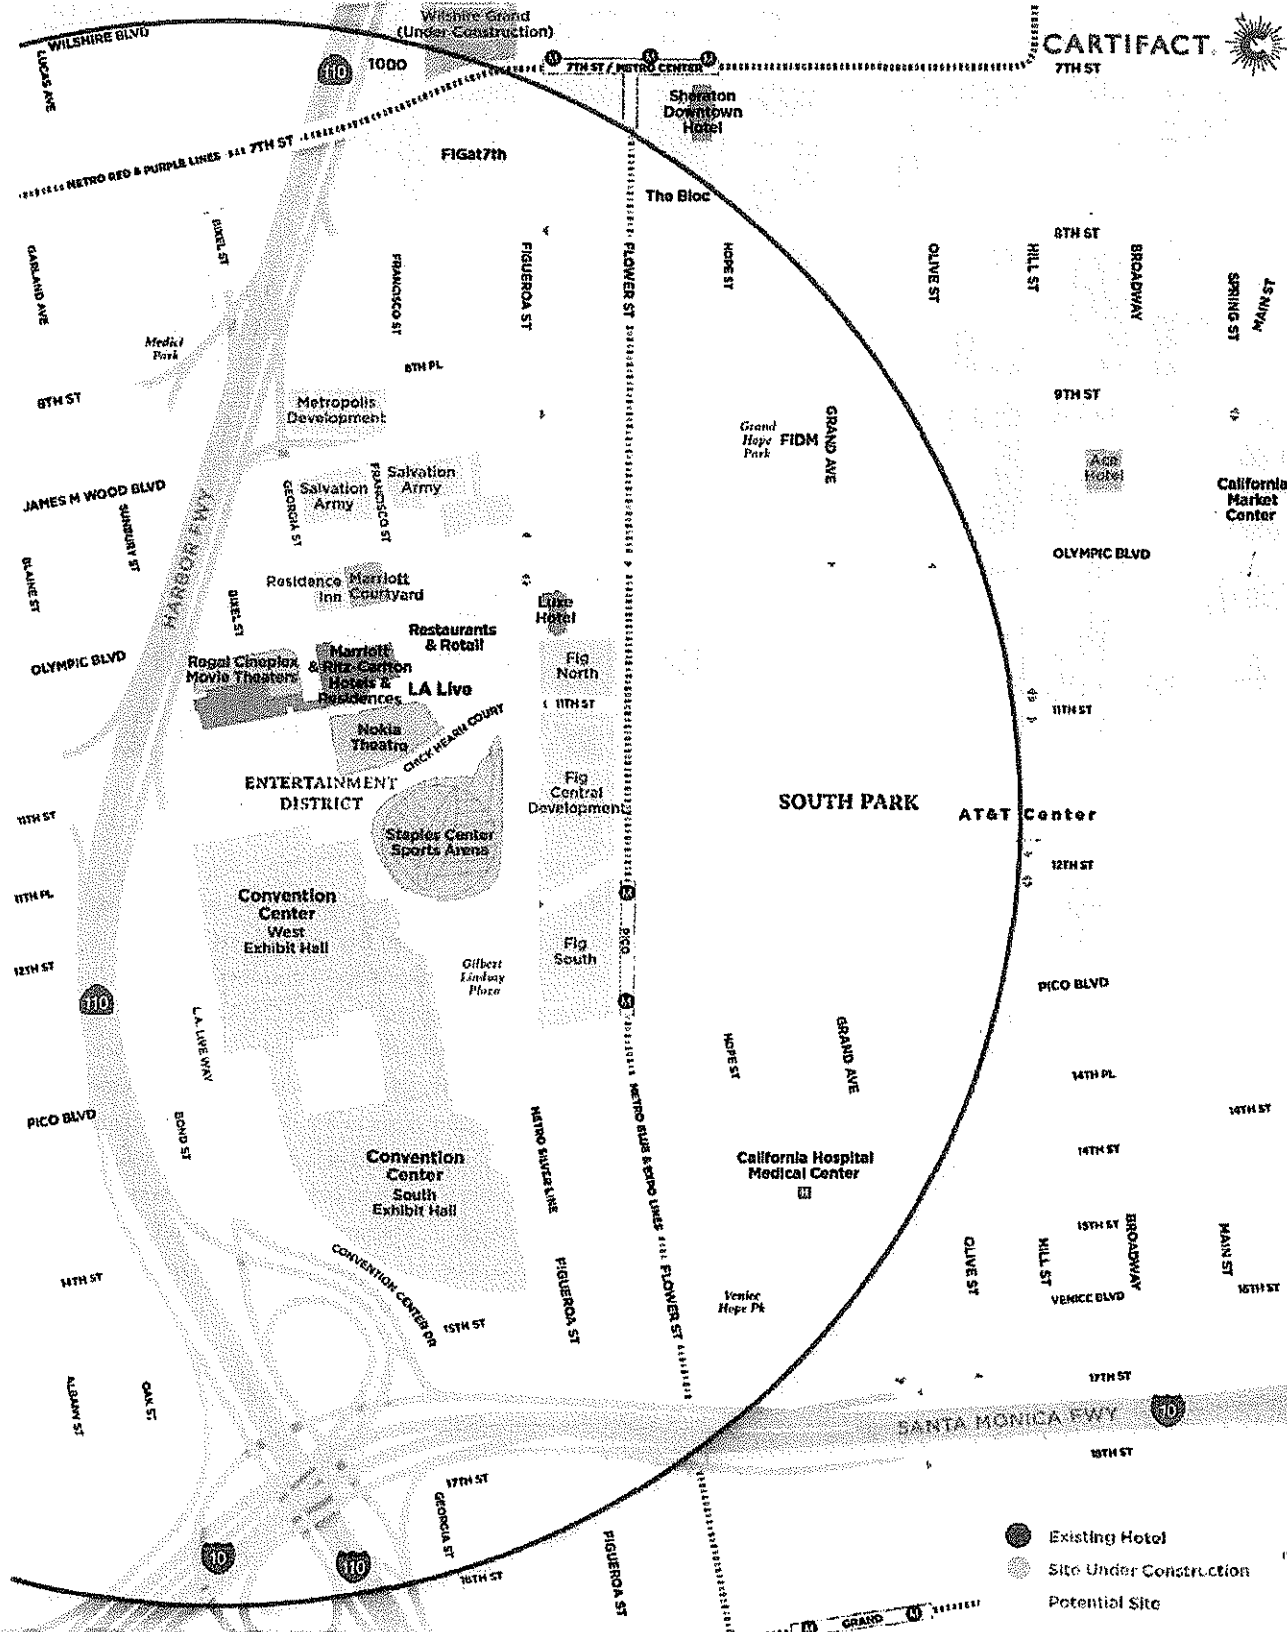 Wilshire Grand
(Under Construction)
WILSHIRE BLVD
CARTIFACT
LUCAS AVE
110
1000
M
M
M
7TH ST / METRO CENTER
7TH ST
Sheraton
Downtown
Hotel
METRO RED & PURPLE LINES
7TH ST
FIGat7th
The Bloc
BIXEL ST
GARLAND AVE
FRANCISCO ST
FIGUEROA ST
FLOWER ST
HOPE ST
OLIVE ST
HILL ST
8TH ST
BROADWAY
SPRING ST
MAIN ST
Medici
Park
8TH PL
8TH ST
Metropolis
Development
9TH ST
Grand
Hope
Park
FIDM
GRAND AVE
Ace
Hotel
California
Market
Center
JAMES M WOOD BLVD
SUNBURY ST
HARBOR FWY
GEORGIA ST
Salvation
Army
FRANCISCO ST
Salvation
Army
OLYMPIC BLVD
BLAINE ST
BIXEL ST
Residence
Inn
Marriott
Courtyard
Luxe
Hotel
OLYMPIC BLVD
Regal Cineplex
Movie Theaters
Marriott
& Ritz-Carlton
Hotels &
Residences
Restaurants
& Retail
LA Live
Fig
North
11TH ST
11TH ST
Nokia
Theatre
CHICK HEARN COURT
ENTERTAINMENT
DISTRICT
Fig
Central
Development
SOUTH PARK
AT&T Center
11TH ST
Staples Center
Sports Arena
12TH ST
11TH PL
Convention
Center
West
Exhibit Hall
M
PICO
M
Fig
South
12TH ST
Gilbert
Lindsay
Plaza
PICO BLVD
110
L.A. LIVE WAY
HOPE ST
GRAND AVE
14TH PL
PICO BLVD
BOND ST
METRO SILVER LINE
METRO BLUE & EXPO LINES
14TH ST
Convention
Center
South
Exhibit Hall
California Hospital
Medical Center
H
14TH ST
15TH ST
BROADWAY
MAIN ST
OLIVE ST
HILL ST
CONVENTION CENTER DR
FIGUEROA ST
FLOWER ST
14TH ST
Venice
Hope Pk
VENICE BLVD
16TH ST
15TH ST
ALBANY ST
OAK ST
17TH ST
SANTA MONICA FWY
10
18TH ST
17TH ST
GEORGIA ST
10
110
18TH ST
FIGUEROA ST
Existing Hotel
Site Under Construction
Potential Site
M
GRAND
M